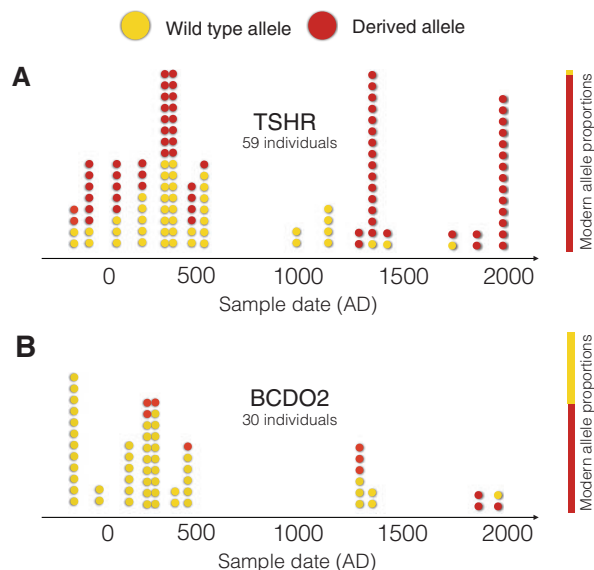 Wild type allele
Derived allele
A
TSHR
59 individuals
Modern allele proportions
0 500 1000 1500 2000
Sample date (AD)
B
BCDO2
30 individuals
Modern allele proportions
0 500 1000 1500 2000
Sample date (AD)